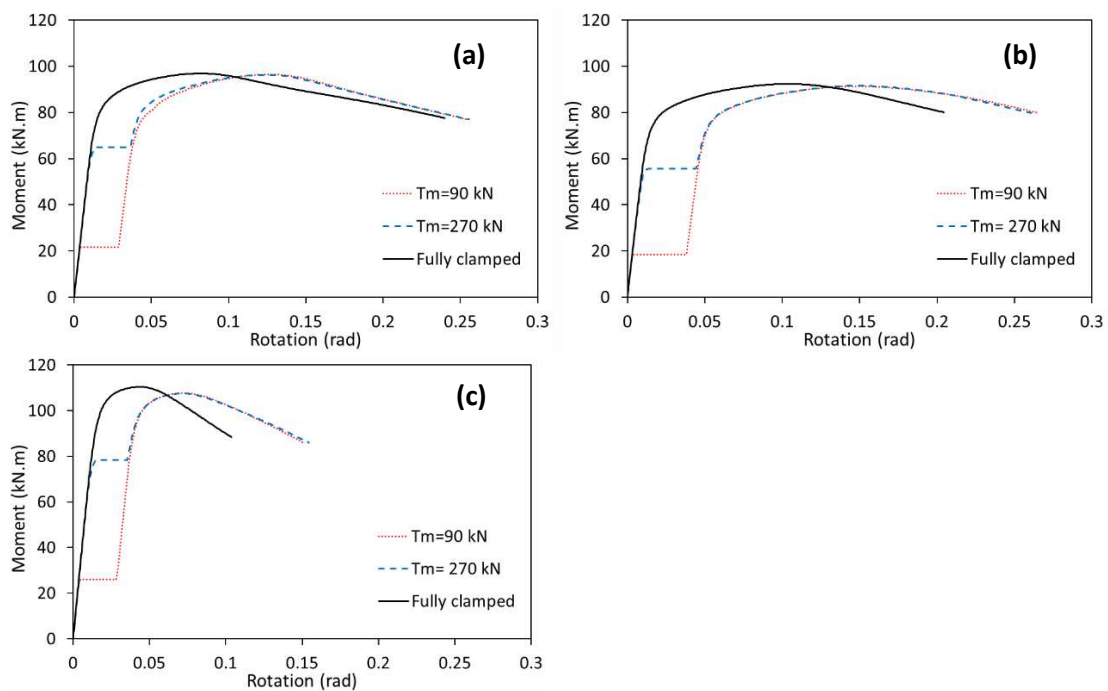 (a)
Moment (kN.m)
120
100
80
60
40
20
0
0
0.05
0.1
0.15
0.2
0.25
0.3
Rotation (rad)
Tm=90 kN
Tm=270 kN
Fully clamped
(b)
Moment (kN.m)
120
100
80
60
40
20
0
0
0.05
0.1
0.15
0.2
0.25
0.3
Rotation (rad)
Tm=90 kN
Tm= 270 kN
Fully clamped
(c)
Moment (kN.m)
120
100
80
60
40
20
0
0
0.05
0.1
0.15
0.2
0.25
0.3
Rotation (rad)
Tm=90 kN
Tm= 270 kN
Fully clamped